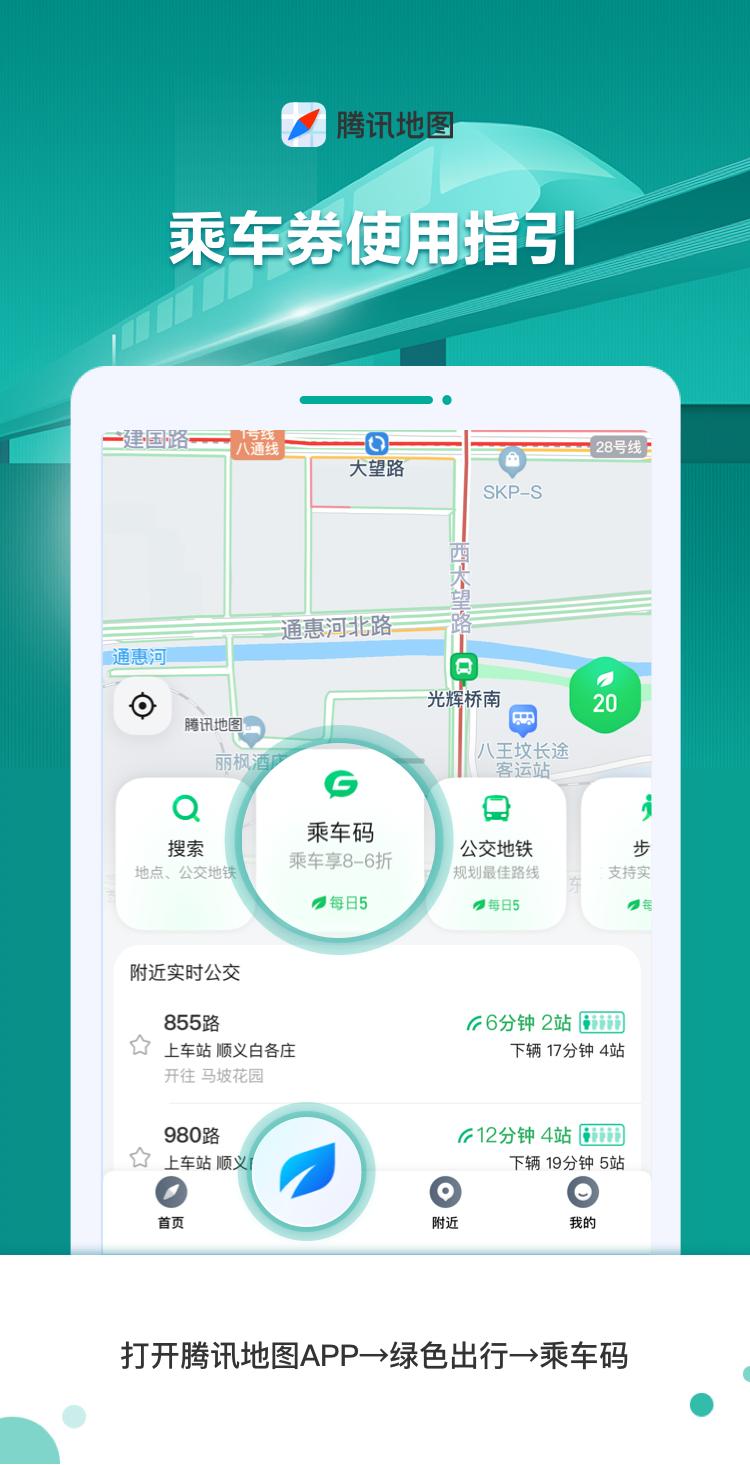 腾讯地图
乘车券使用指引
建国路
1号线
八通线
大望路
28号线
SKP-S
西大望路
通惠河北路
通惠河
光辉桥南
20
腾讯地图
丽枫酒店
八王坟长途
客运站
搜索
地点、公交地铁
乘车码
乘车享8-6折
每日5
公交地铁
规划最佳路线
每日5
步
支持实
每
附近实时公交
855路
6分钟 2站
上车站 顺义白各庄
下辆 17分钟 4站
开往 马坡花园
980路
12分钟 4站
上车站 顺义
下辆 19分钟 5站
首页
附近
我的
打开腾讯地图APP→绿色出行→乘车码